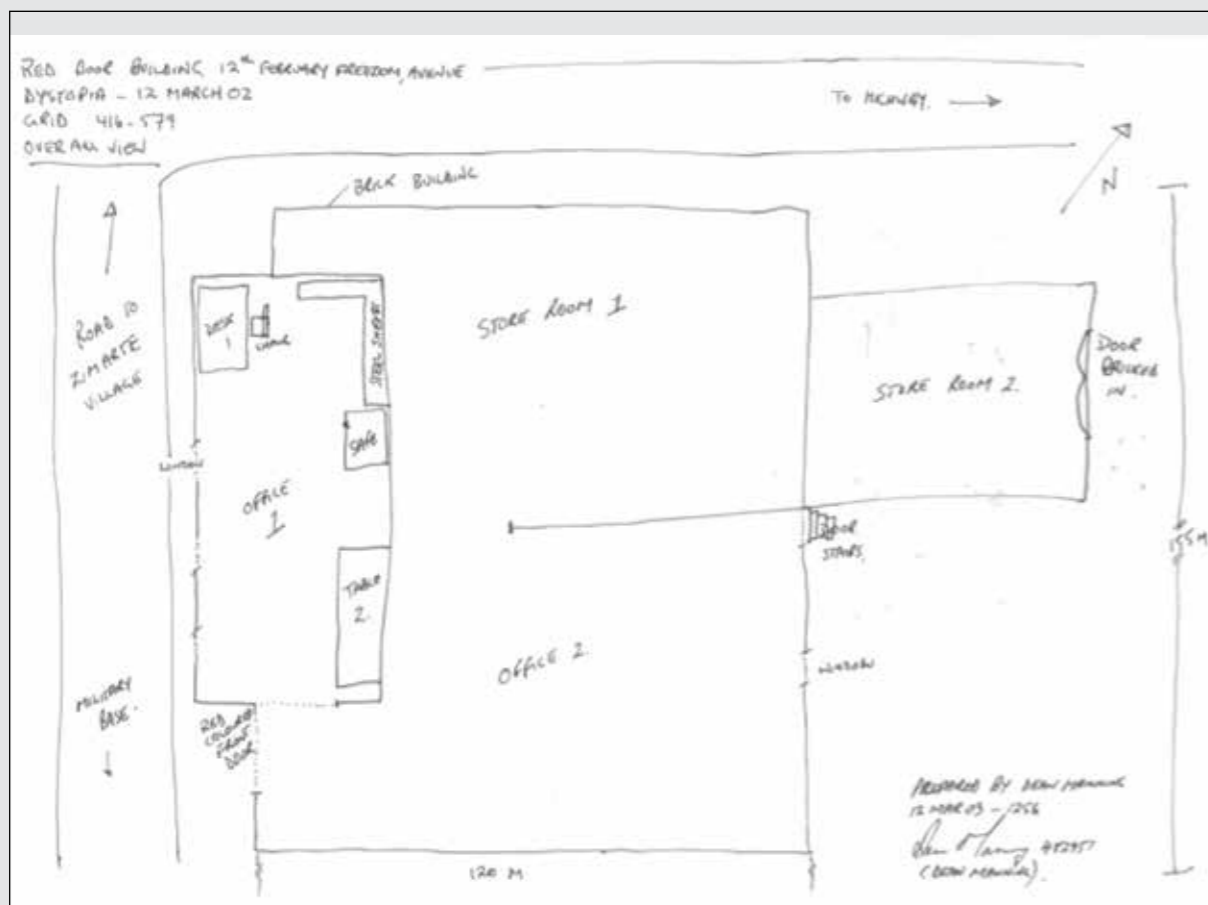 RED DOOR BUILDING 12th FEBRUARY FREEDOM, AVENUE
DYSTOPIA - 12 MARCH 02
GRID 416-579
OVERALL VIEW
TO HIGHWAY.
N
BRICK BUILDING
ROAD TO
ZIMARTE
VILLAGE
DESK
1
CHAIR
STEEL SHELF
STORE ROOM 1
STORE ROOM 2.
DOOR
BRICKED
IN.
SAFE
WINDOW
OFFICE
1
DOOR
STAIRS,
155 M
TABLE
2.
OFFICE 2
WINDOW
MILITARY
BASE.
RED
COLOURED
FRONT
DOOR
120 M
PREPARED BY DEAN MANNING
12 MAR 03 - 1256
(DEAN MANNING).